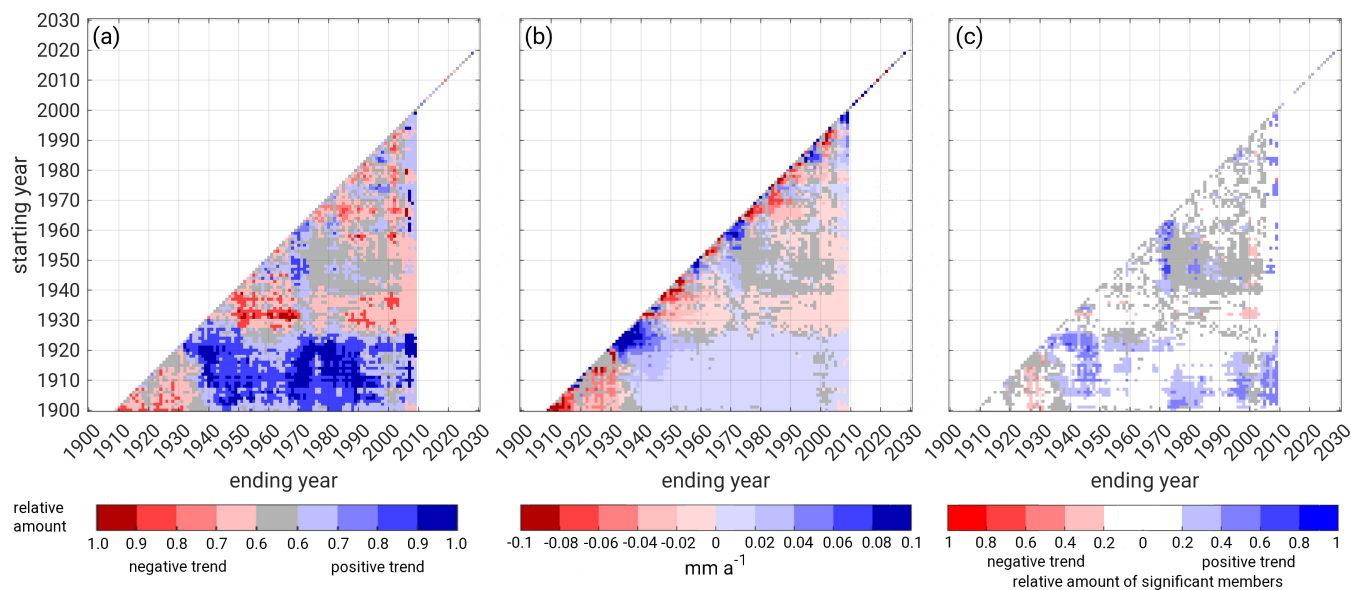 (a)
(b)
(c)
2030
2020
2010
2000
1990
1980
1970
1960
1950
1940
1930
1920
1910
1900
starting year
1900 1910 1920 1930 1940 1950 1960 1970 1980 1990 2000 2010 2020 2030
1900 1910 1920 1930 1940 1950 1960 1970 1980 1990 2000 2010 2020 2030
1900 1910 1920 1930 1940 1950 1960 1970 1980 1990 2000 2010 2020 2030
ending year
ending year
ending year
relative
amount
1.0 0.9 0.8 0.7 0.6 0.6 0.7 0.8 0.9 1.0
negative trend positive trend
-0.1 -0.08 -0.06 -0.04 -0.02 0 0.02 0.04 0.06 0.08 0.1
mm a-1
1 0.8 0.6 0.4 0.2 0 0.2 0.4 0.6 0.8 1
negative trend positive trend
relative amount of significant members